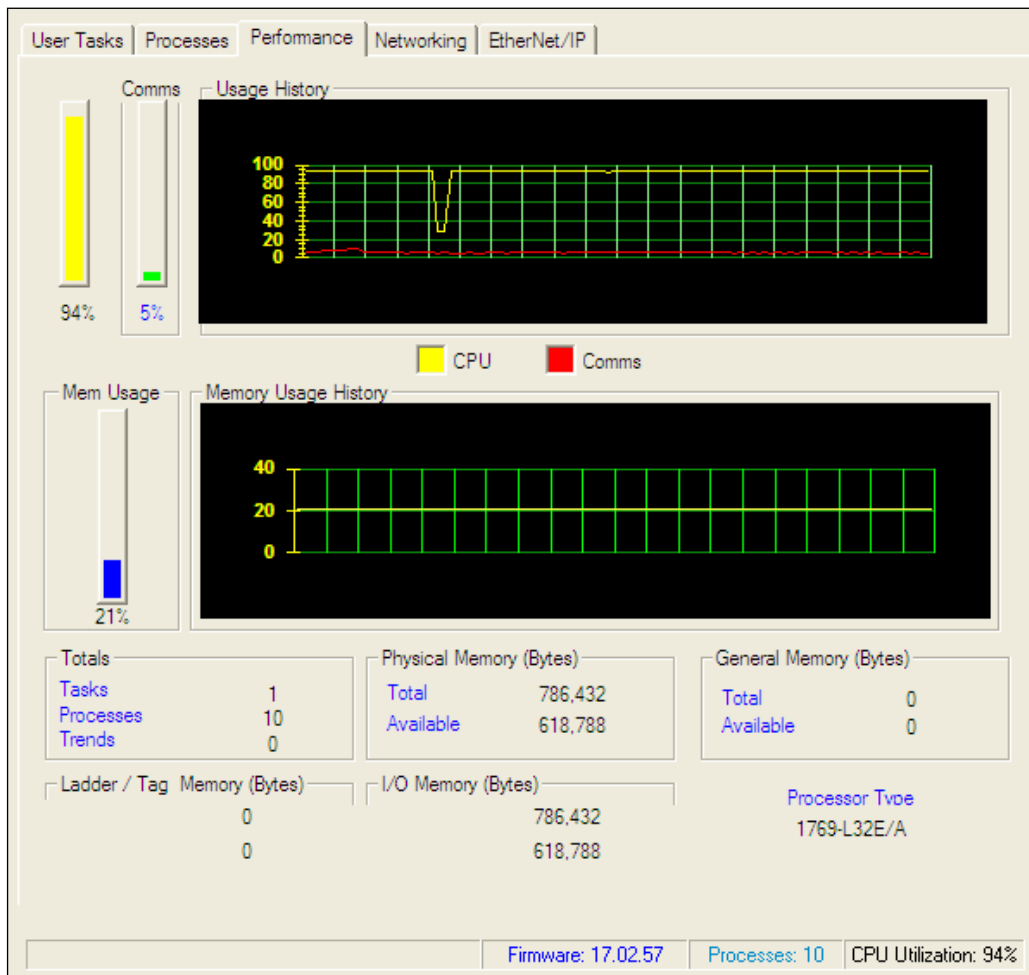 User Tasks Processes Performance Networking EtherNet/IP
Comms Usage History
100
80
60
40
20
0
94% 5%
CPU Comms
Mem Usage Memory Usage History
40
20
0
21%
Totals Physical Memory (Bytes) General Memory (Bytes)
Tasks 1 Total 786,432 Total 0
Processes 10 Available 618,788 Available 0
Trends 0
Ladder / Tag Memory (Bytes) I/O Memory (Bytes)
Processor Type
0 786,432
1769-L32E/A
0 618,788
Firmware: 17.02.57 Processes: 10 CPU Utilization: 94%